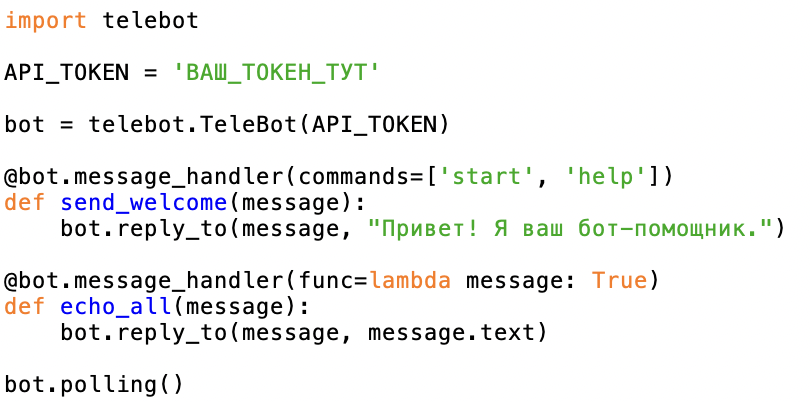 import telebot
API_TOKEN = 'ВАШ_ТОКЕН_ТУТ'
bot = telebot.TeleBot(API_TOKEN)
@bot.message_handler(commands=['start', 'help'])
def send_welcome(message):
    bot.reply_to(message, "Привет! Я ваш бот-помощник.")
@bot.message_handler(func=lambda message: True)
def echo_all(message):
    bot.reply_to(message, message.text)
bot.polling()